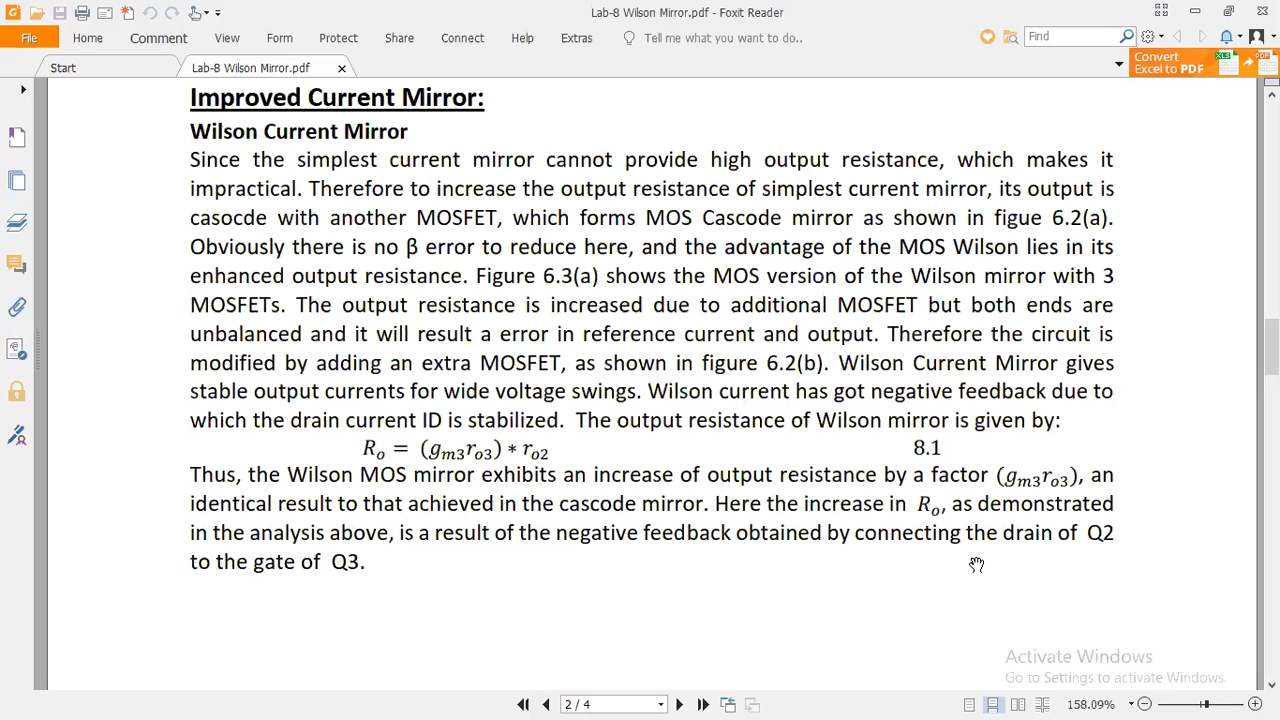 Lab-8 Wilson Mirror.pdf - Foxit Reader
File Home Comment View Form Protect Share Connect Help Extras Tell me what you want to do.. Find
Start Lab-8 Wilson Mirror.pdf Convert Excel to PDF
Improved Current Mirror:
Wilson Current Mirror
Since the simplest current mirror cannot provide high output resistance, which makes it
impractical. Therefore to increase the output resistance of simplest current mirror, its output is
casocde with another MOSFET, which forms MOS Cascode mirror as shown in figue 6.2(a).
Obviously there is no β error to reduce here, and the advantage of the MOS Wilson lies in its
enhanced output resistance. Figure 6.3(a) shows the MOS version of the Wilson mirror with 3
MOSFETs. The output resistance is increased due to additional MOSFET but both ends are
unbalanced and it will result a error in reference current and output. Therefore the circuit is
modified by adding an extra MOSFET, as shown in figure 6.2(b). Wilson Current Mirror gives
stable output currents for wide voltage swings. Wilson current has got negative feedback due to
which the drain current ID is stabilized. The output resistance of Wilson mirror is given by:
R_o = (g_m3 r_o3) * r_o2 8.1
Thus, the Wilson MOS mirror exhibits an increase of output resistance by a factor (g_m3 r_o3), an
identical result to that achieved in the cascode mirror. Here the increase in R_o, as demonstrated
in the analysis above, is a result of the negative feedback obtained by connecting the drain of Q2
to the gate of Q3.
Activate Windows
Go to Settings to activate Windows.
2 / 4 158.09%